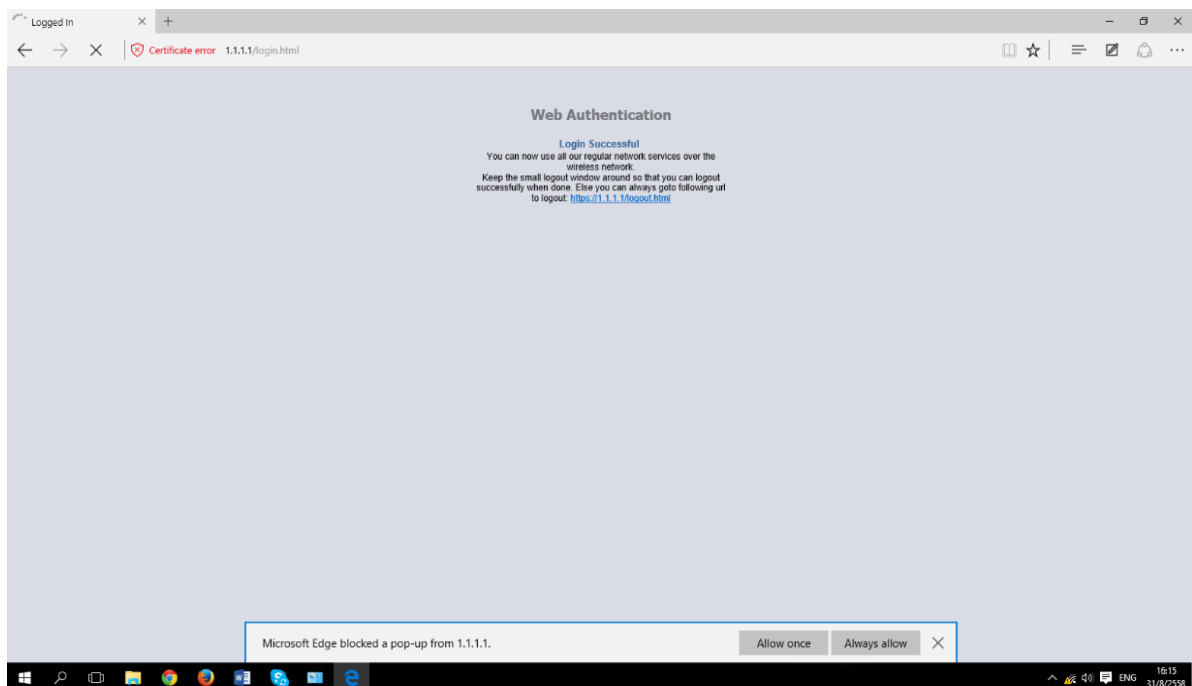 Logged In
Certificate error 1.1.1.1/login.html
Web Authentication
Login Successful
You can now use all our regular network services over the
wireless network.
Keep the small logout window around so that you can logout
successfully when done. Else you can always goto following url
to logout: https://1.1.1.1/logout.html
Microsoft Edge blocked a pop-up from 1.1.1.1.
Allow once
Always allow
ENG
16:15
31/8/2558